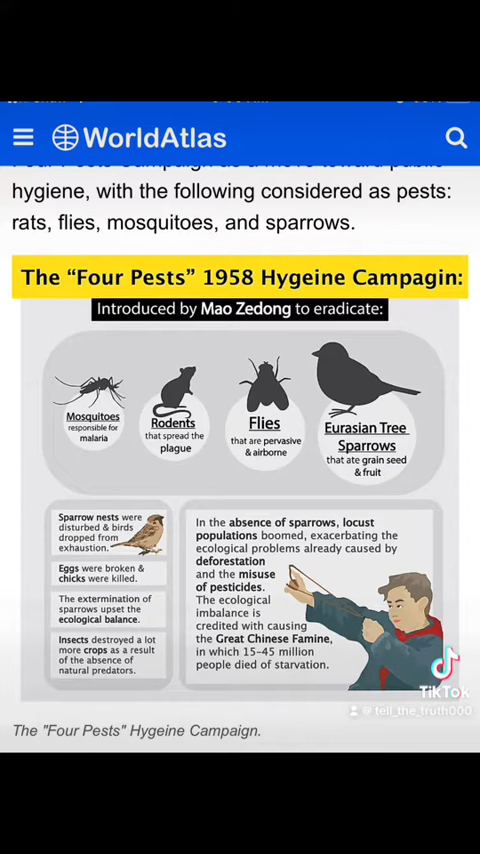 WorldAtlas
hygiene, with the following considered as pests:
rats, flies, mosquitoes, and sparrows.
The “Four Pests” 1958 Hygeine Campagin:
Introduced by Mao Zedong to eradicate:
Mosquitoes
responsible for
malaria
Rodents
that spread the
plague
Flies
that are pervasive
& airborne
Eurasian Tree
Sparrows
that ate grain seed
& fruit
Sparrow nests were
disturbed & birds
dropped from
exhaustion.
Eggs were broken &
chicks were killed.
The extermination of
sparrows upset the
ecological balance.
Insects destroyed a lot
more crops as a result
of the absence of
natural predators.
In the absence of sparrows, locust
populations boomed, exacerbating the
ecological problems already caused by
deforestation
and the misuse
of pesticides.
The ecological
imbalance is
credited with causing
the Great Chinese Famine,
in which 15–45 million
people died of starvation.
TikTok
@ tell_the_truth000
The "Four Pests" Hygeine Campaign.